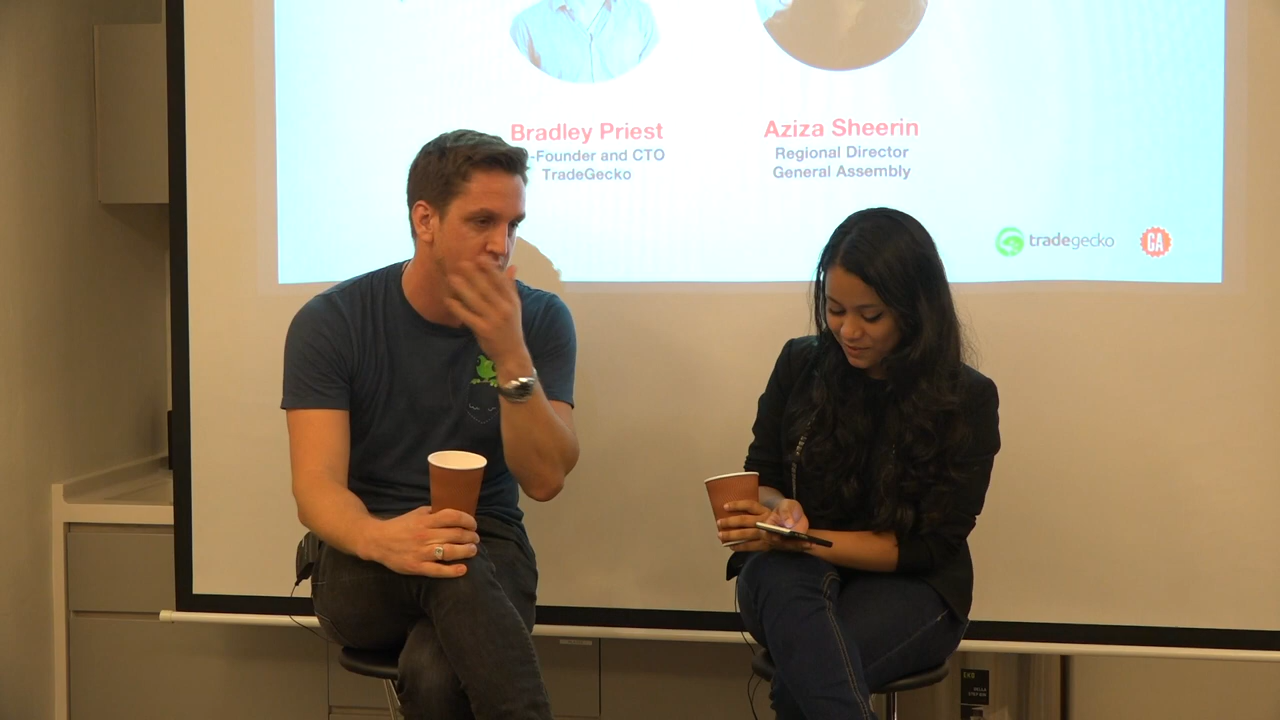 Bradley Priest
-Founder and CTO
TradeGecko
Aziza Sheerin
Regional Director
General Assembly
tradegecko
GA